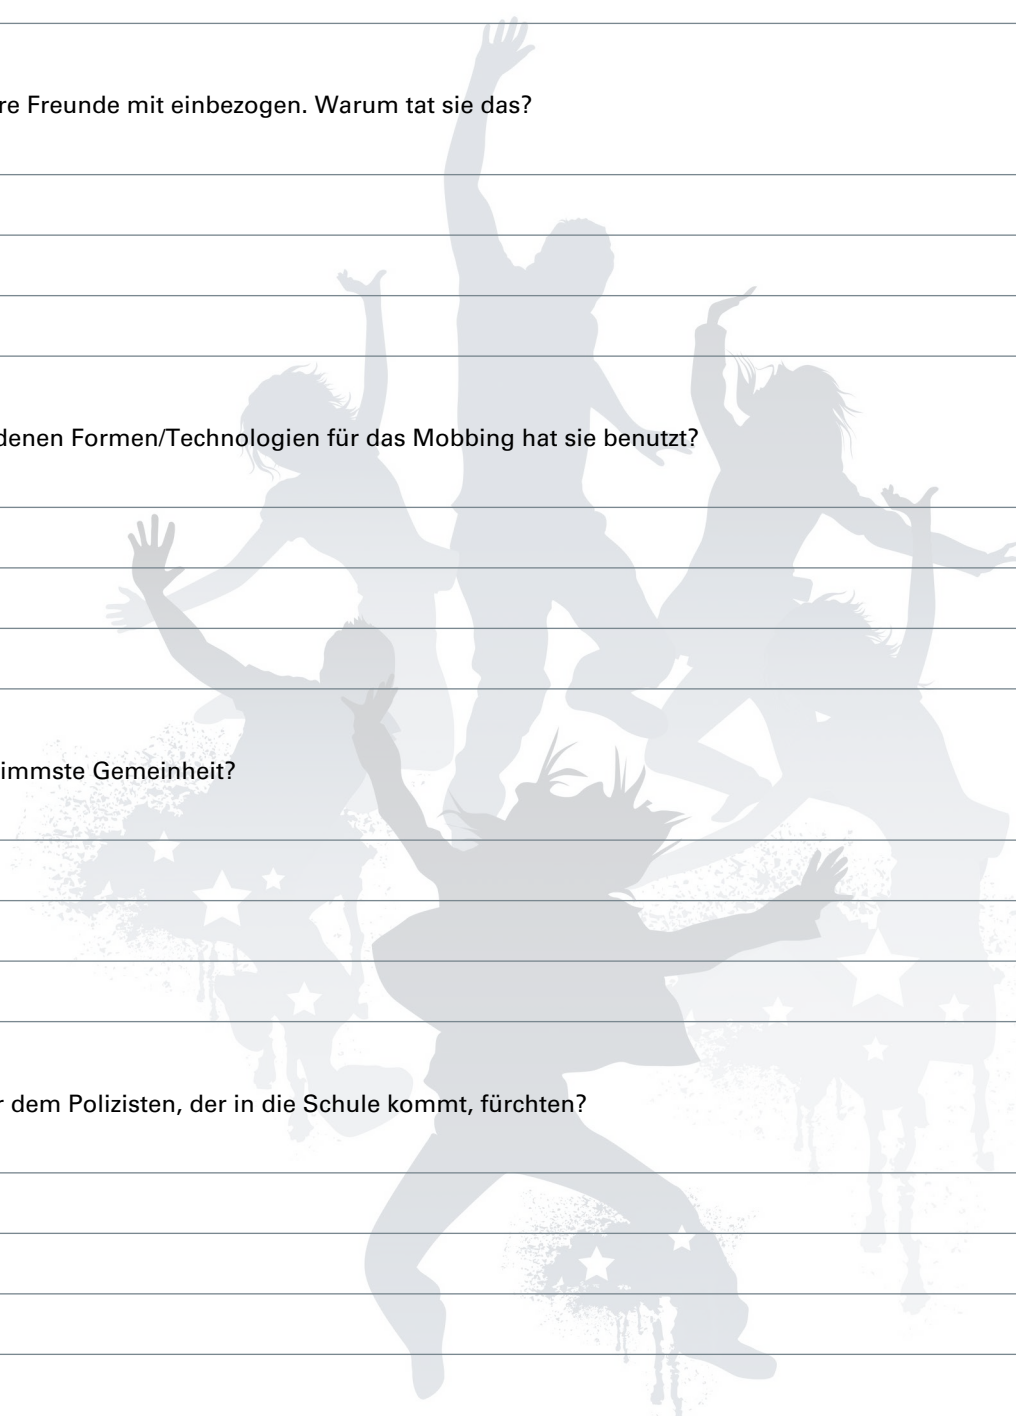 re Freunde mit einbezogen. Warum tat sie das?
denen Formen/Technologien für das Mobbing hat sie benutzt?
immste Gemeinheit?
r dem Polizisten, der in die Schule kommt, fürchten?